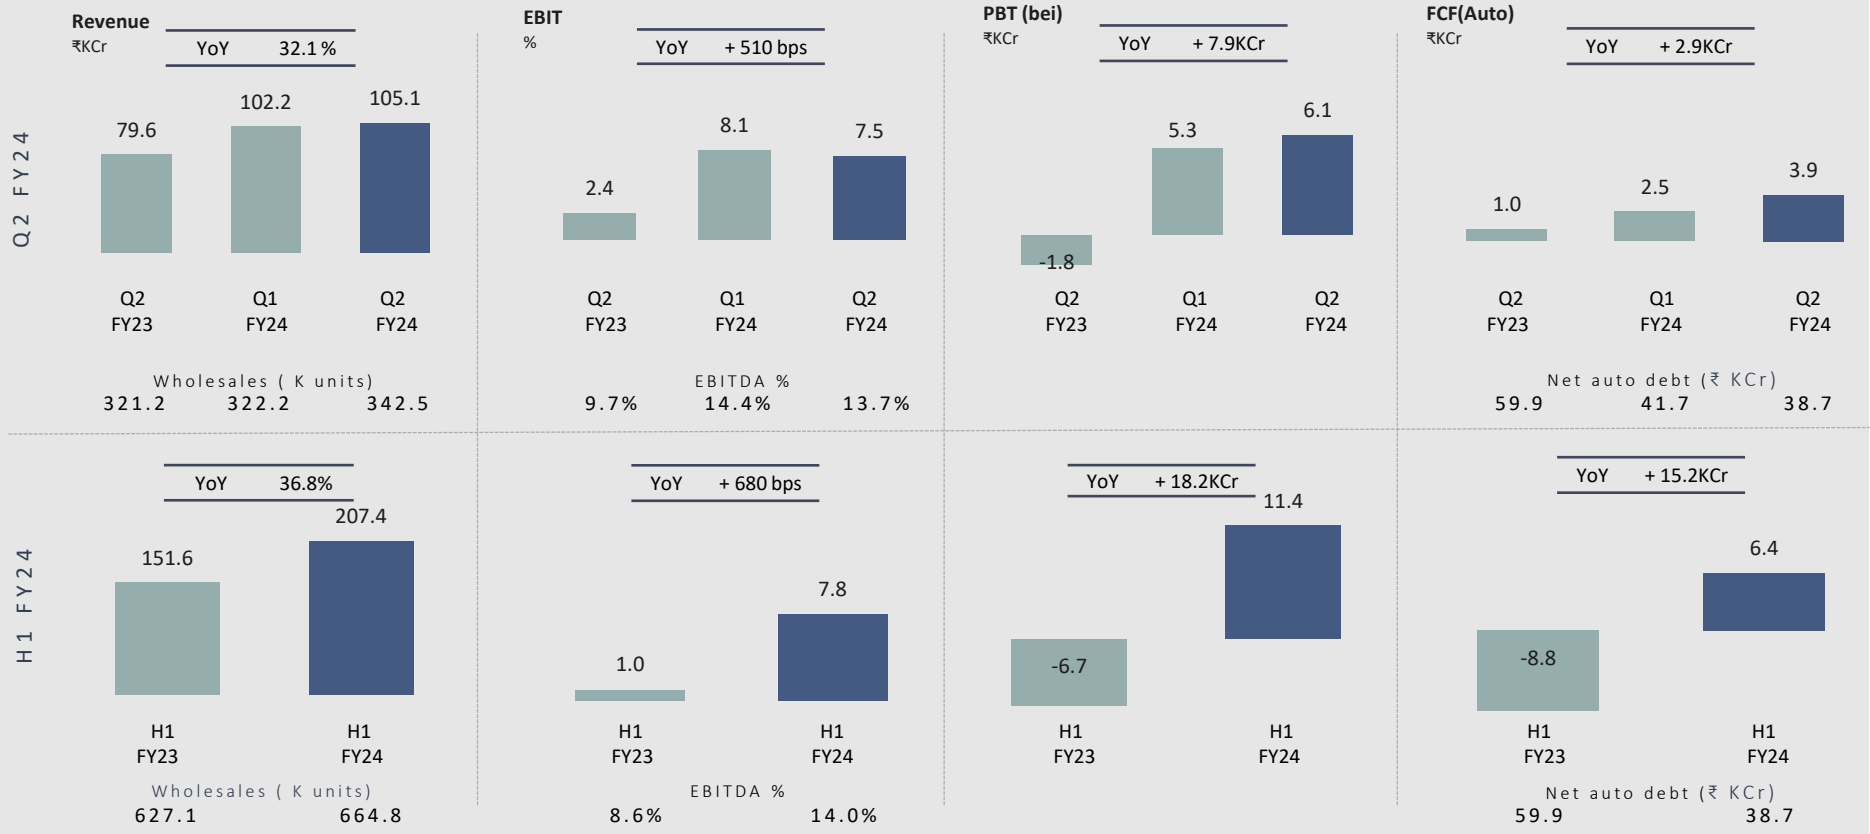 Revenue
₹KCr
YoY 32.1 %
79.6 102.2 105.1
Q2 Q1 Q2
FY23 FY24 FY24
Wholesales ( K units)
321.2 322.2 342.5
EBIT
%
YoY + 510 bps
2.4 8.1 7.5
Q2 Q1 Q2
FY23 FY24 FY24
EBITDA %
9.7% 14.4% 13.7%
PBT (bei)
₹KCr
YoY + 7.9KCr
-1.8 5.3 6.1
Q2 Q1 Q2
FY23 FY24 FY24
FCF(Auto)
₹KCr
YoY + 2.9KCr
1.0 2.5 3.9
Q2 Q1 Q2
FY23 FY24 FY24
Net auto debt (₹ KCr)
59.9 41.7 38.7
Q2 FY24
H1 FY24
YoY 36.8%
151.6 207.4
H1 H1
FY23 FY24
Wholesales ( K units)
627.1 664.8
YoY + 680 bps
1.0 7.8
H1 H1
FY23 FY24
EBITDA %
8.6% 14.0%
YoY + 18.2KCr
-6.7 11.4
H1 H1
FY23 FY24
YoY + 15.2KCr
-8.8 6.4
H1 H1
FY23 FY24
Net auto debt (₹ KCr)
59.9 38.7